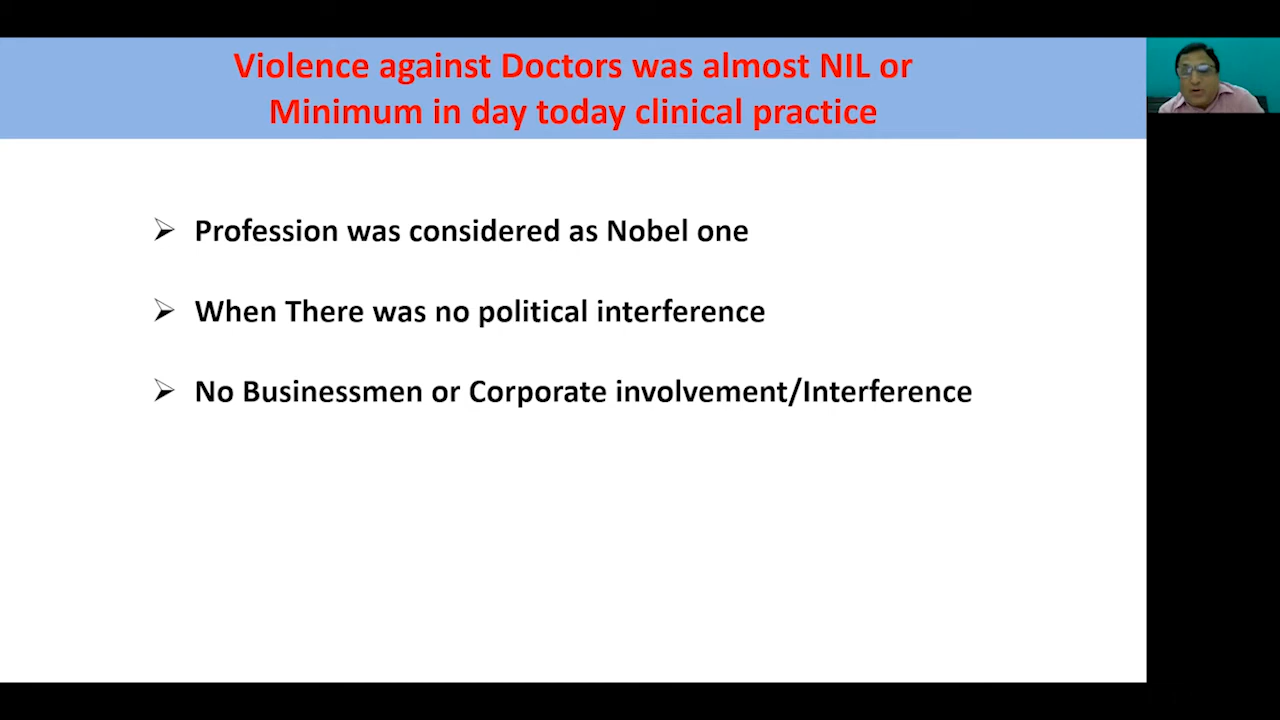 Violence against Doctors was almost NIL or
Minimum in day today clinical practice
Profession was considered as Nobel one
When There was no political interference
No Businessmen or Corporate involvement/Interference